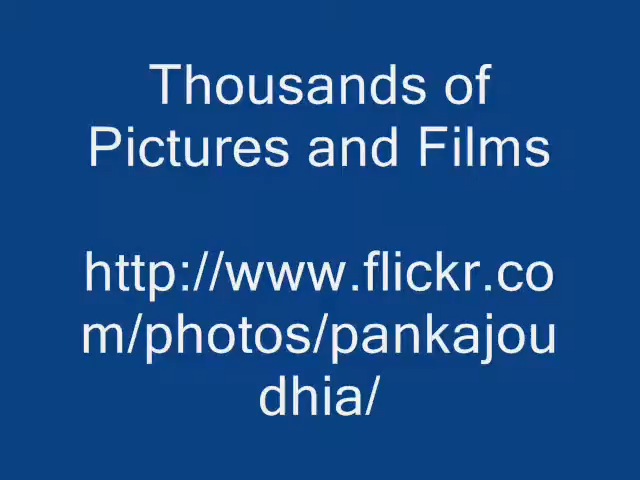 Thousands of
Pictures and Films
http://www.flickr.co
m/photos/pankajou
dhia/